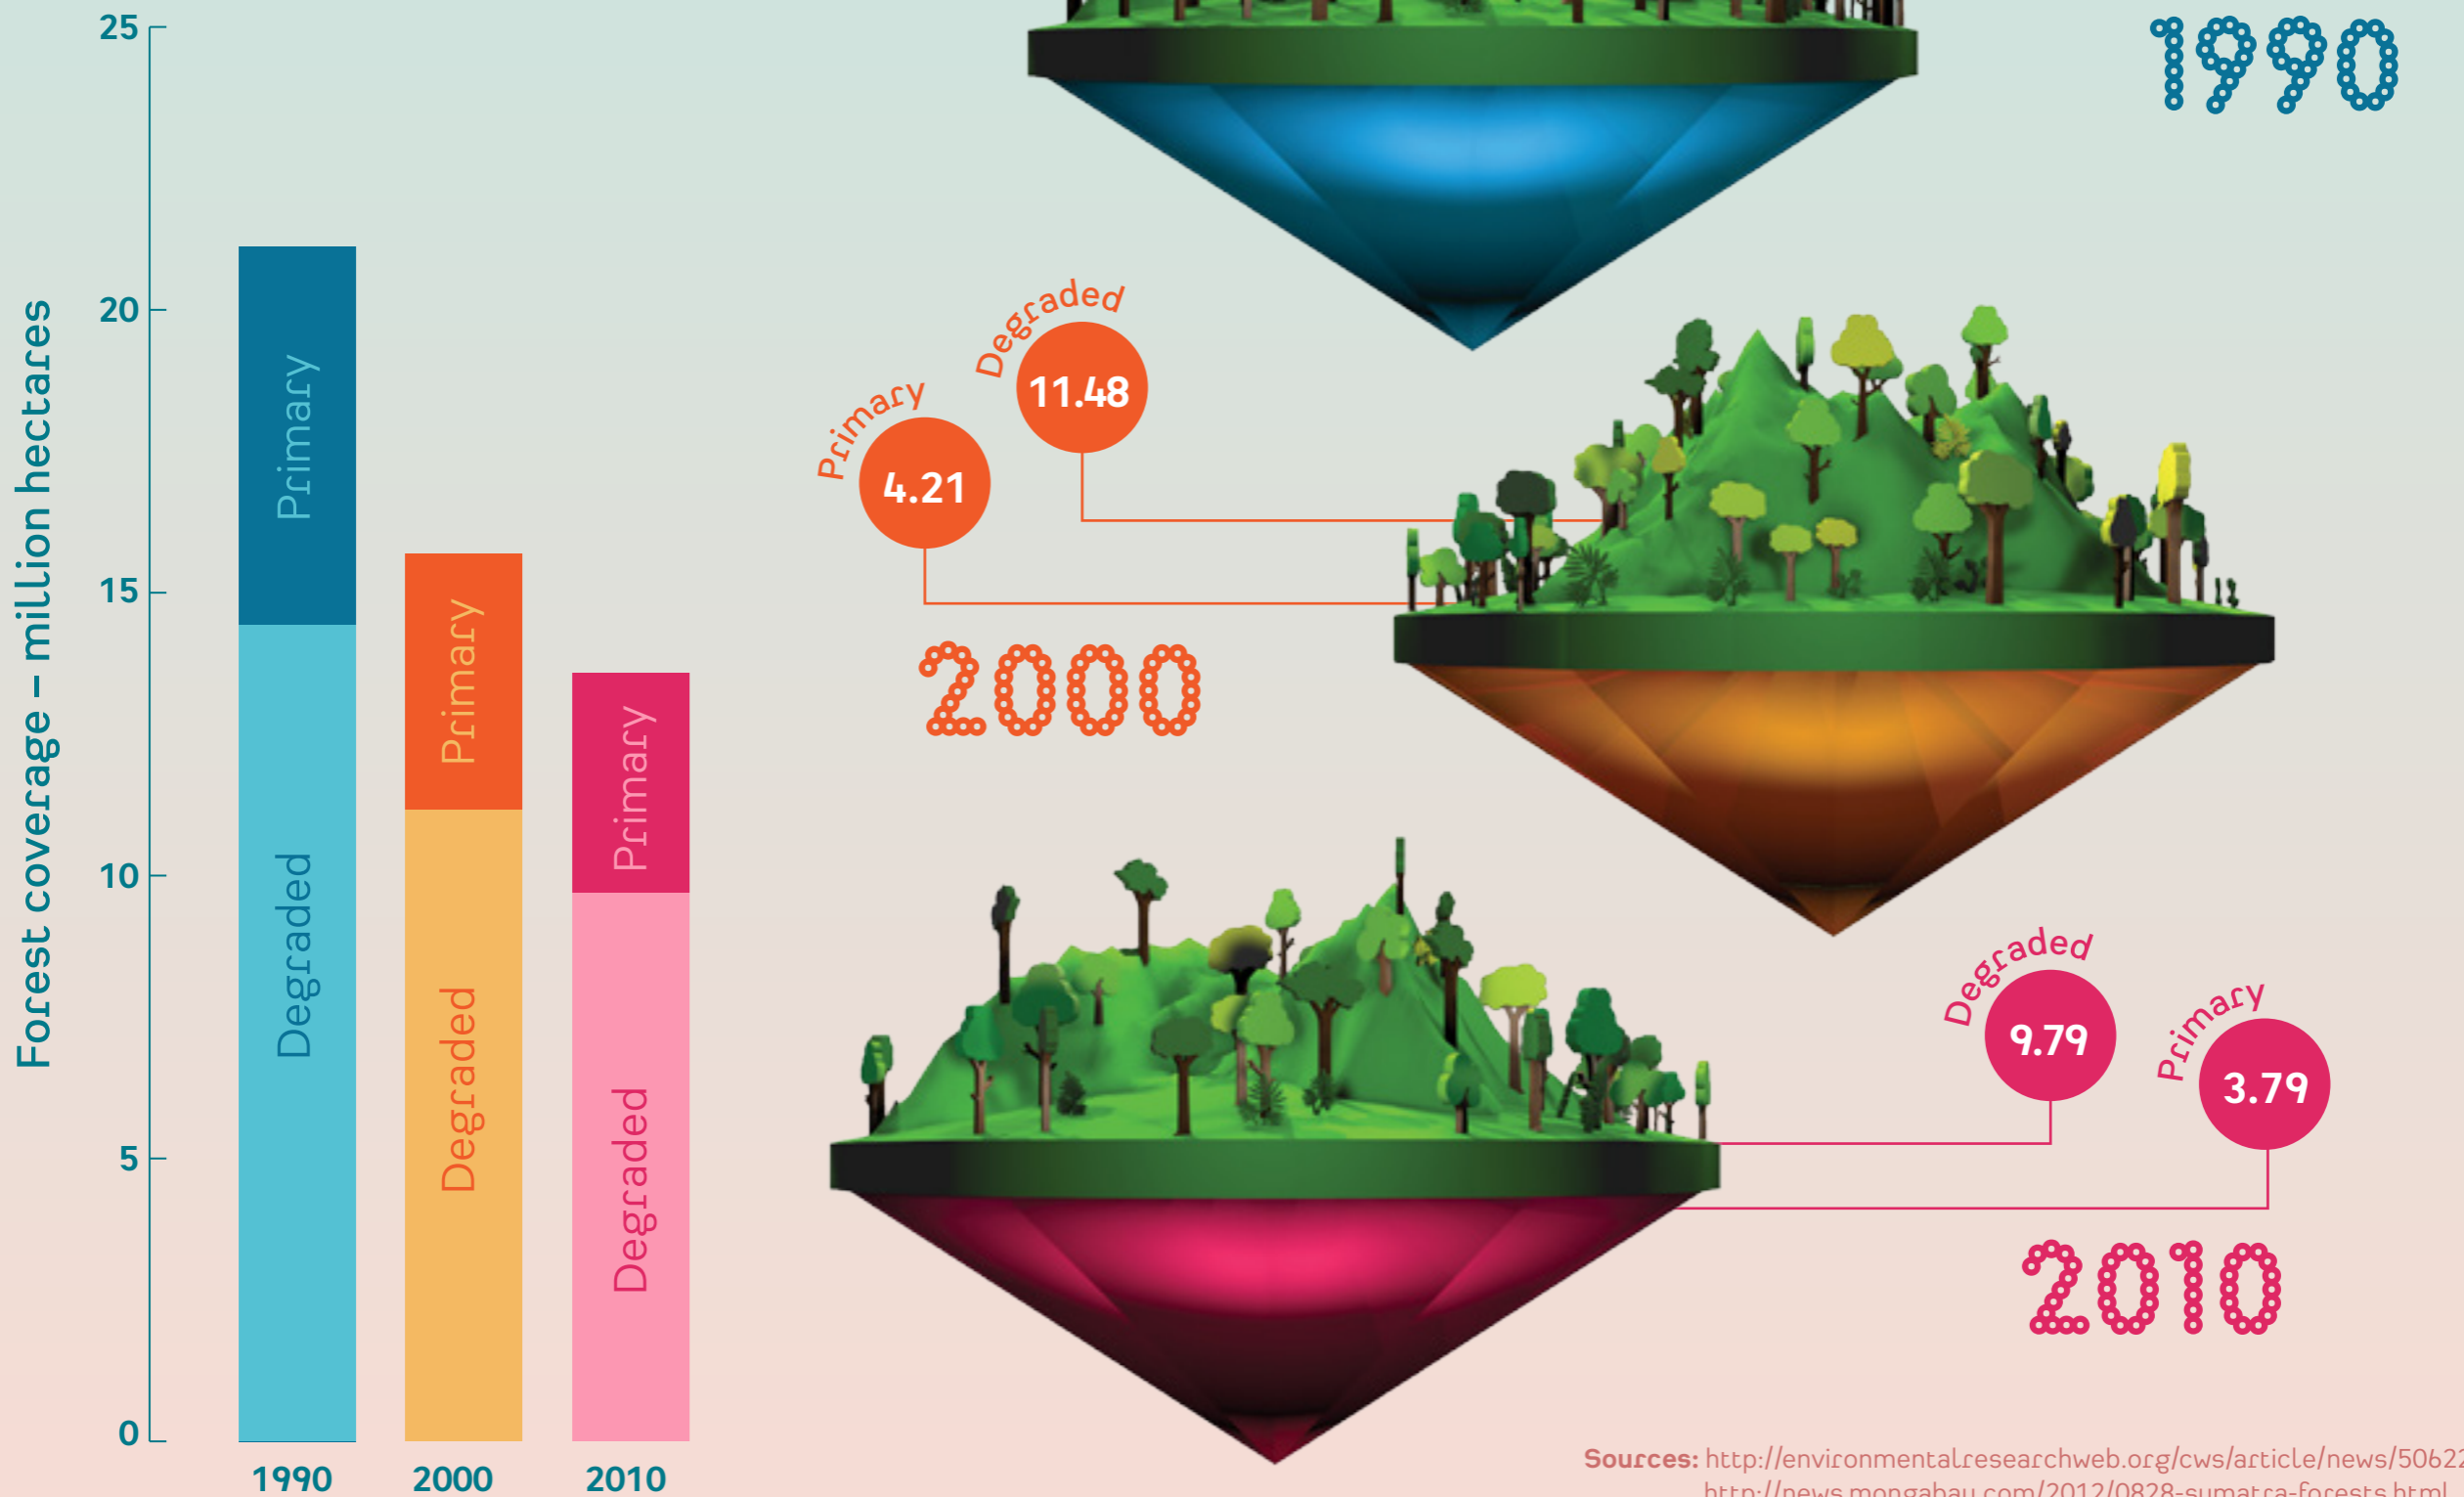 25
20
15
10
5
0
Forest coverage – million hectares
Primary
Degraded
Primary
Degraded
Primary
Degraded
1990
2000
2010
1990
Degraded
11.48
Primary
4.21
2000
Degraded
9.79
Primary
3.79
2010
Sources: http://environmentalresearchweb.org/cws/article/news/50622
http://news.mongabay.com/2012/0828-sumatra-forests.html